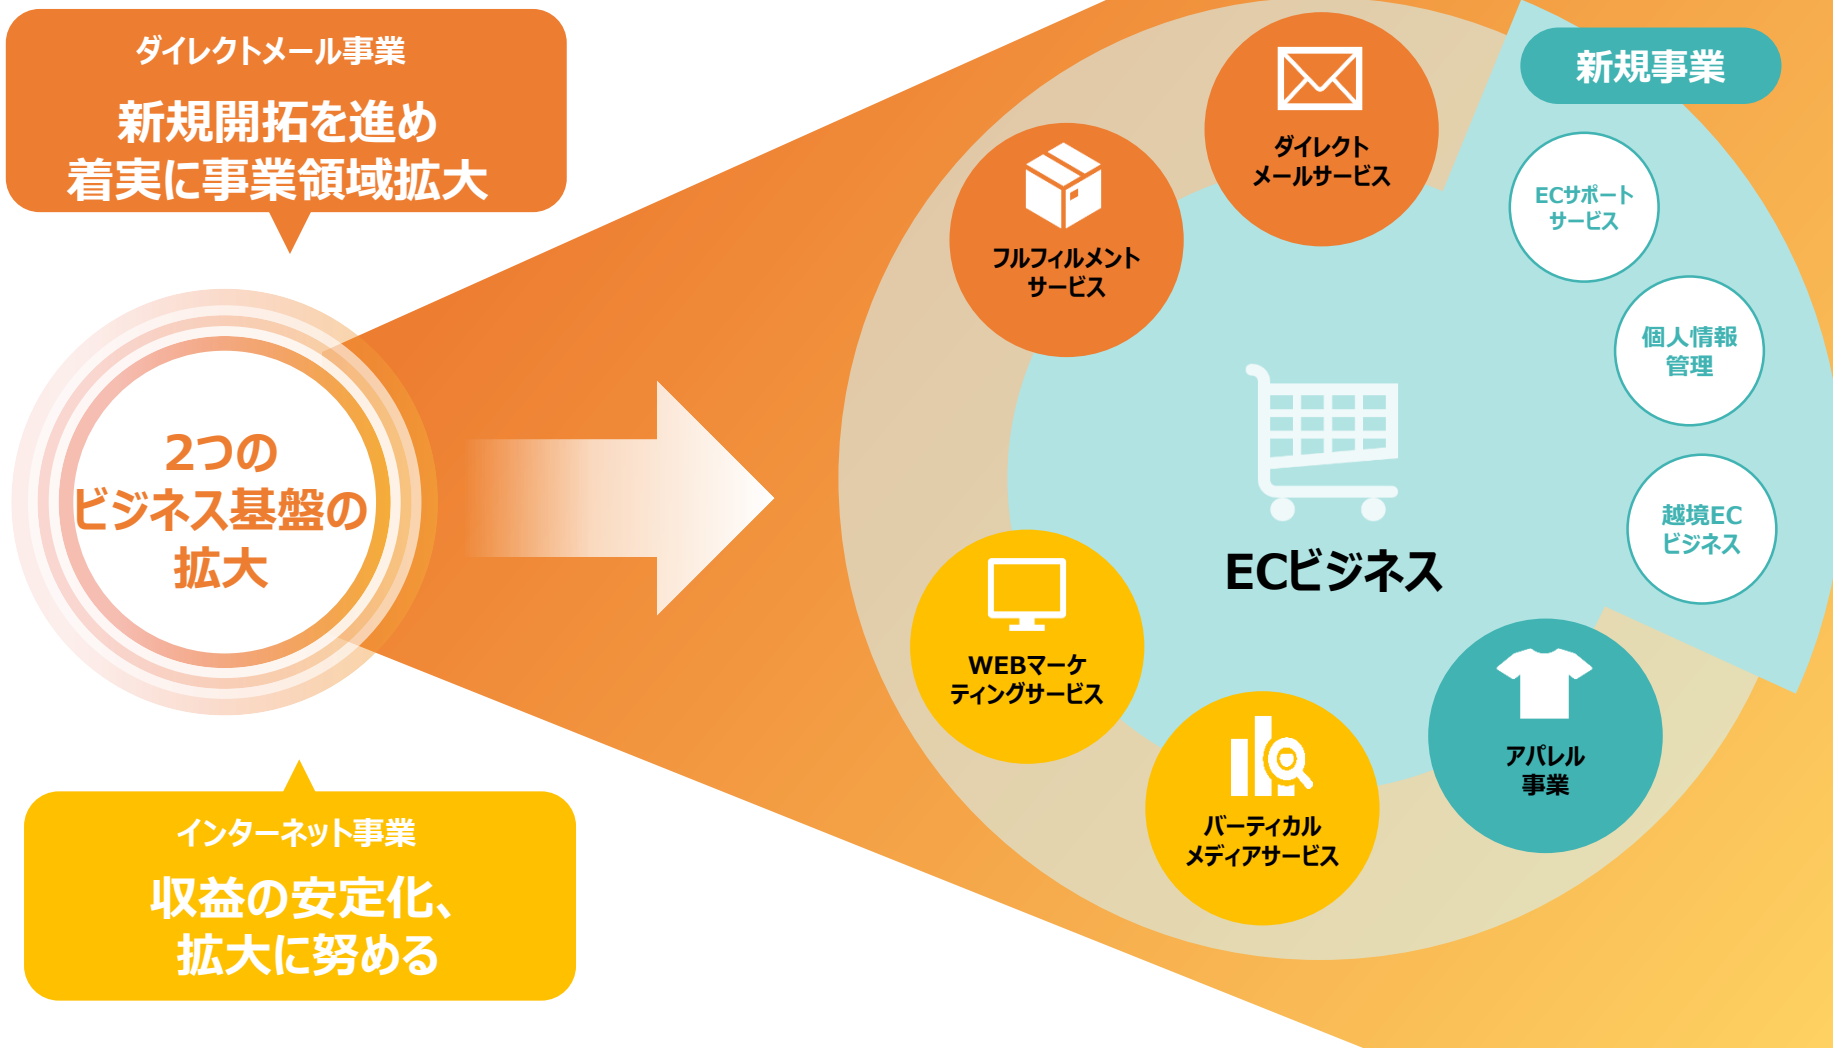 ダイレクトメール事業
新規開拓を進め
着実に事業領域拡大
2つの
ビジネス基盤の
拡大
インターネット事業
収益の安定化、
拡大に努める
新規事業
ダイレクト
メールサービス
フルフィルメント
サービス
ECサポート
サービス
個人情報
管理
越境EC
ビジネス
ECビジネス
WEBマーケ
ティングサービス
バーティカル
メディアサービス
アパレル
事業